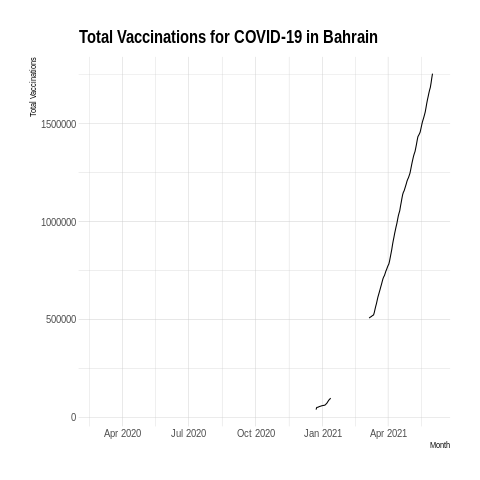 Total Vaccinations for COVID-19 in Bahrain
Total Vaccinations
1500000
1000000
500000
0
Apr 2020 Jul 2020 Oct 2020 Jan 2021 Apr 2021
Month